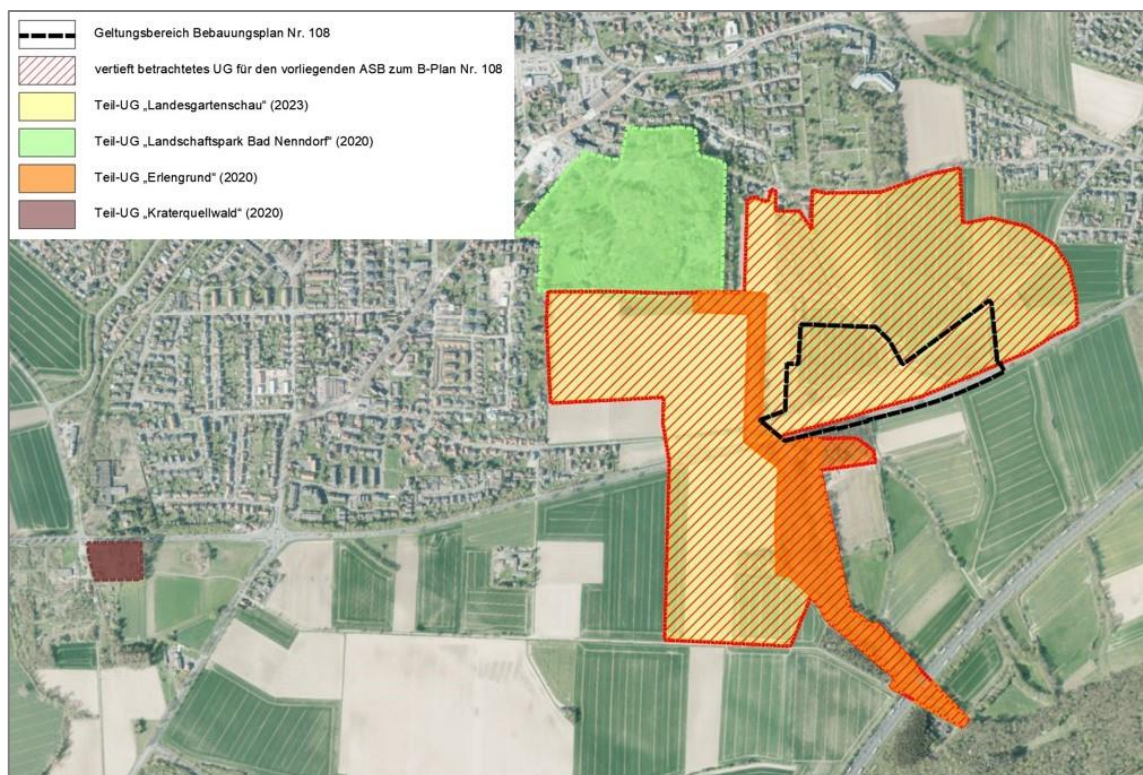 Geltungsbereich Bebauungsplan Nr. 108
vertieft betrachtetes UG für den vorliegenden ASB zum B-Plan Nr. 108
Teil-UG „Landesgartenschau“ (2023)
Teil-UG „Landschaftspark Bad Nenndorf“ (2020)
Teil-UG „Erlengrund“ (2020)
Teil-UG „Kraterquellwald“ (2020)